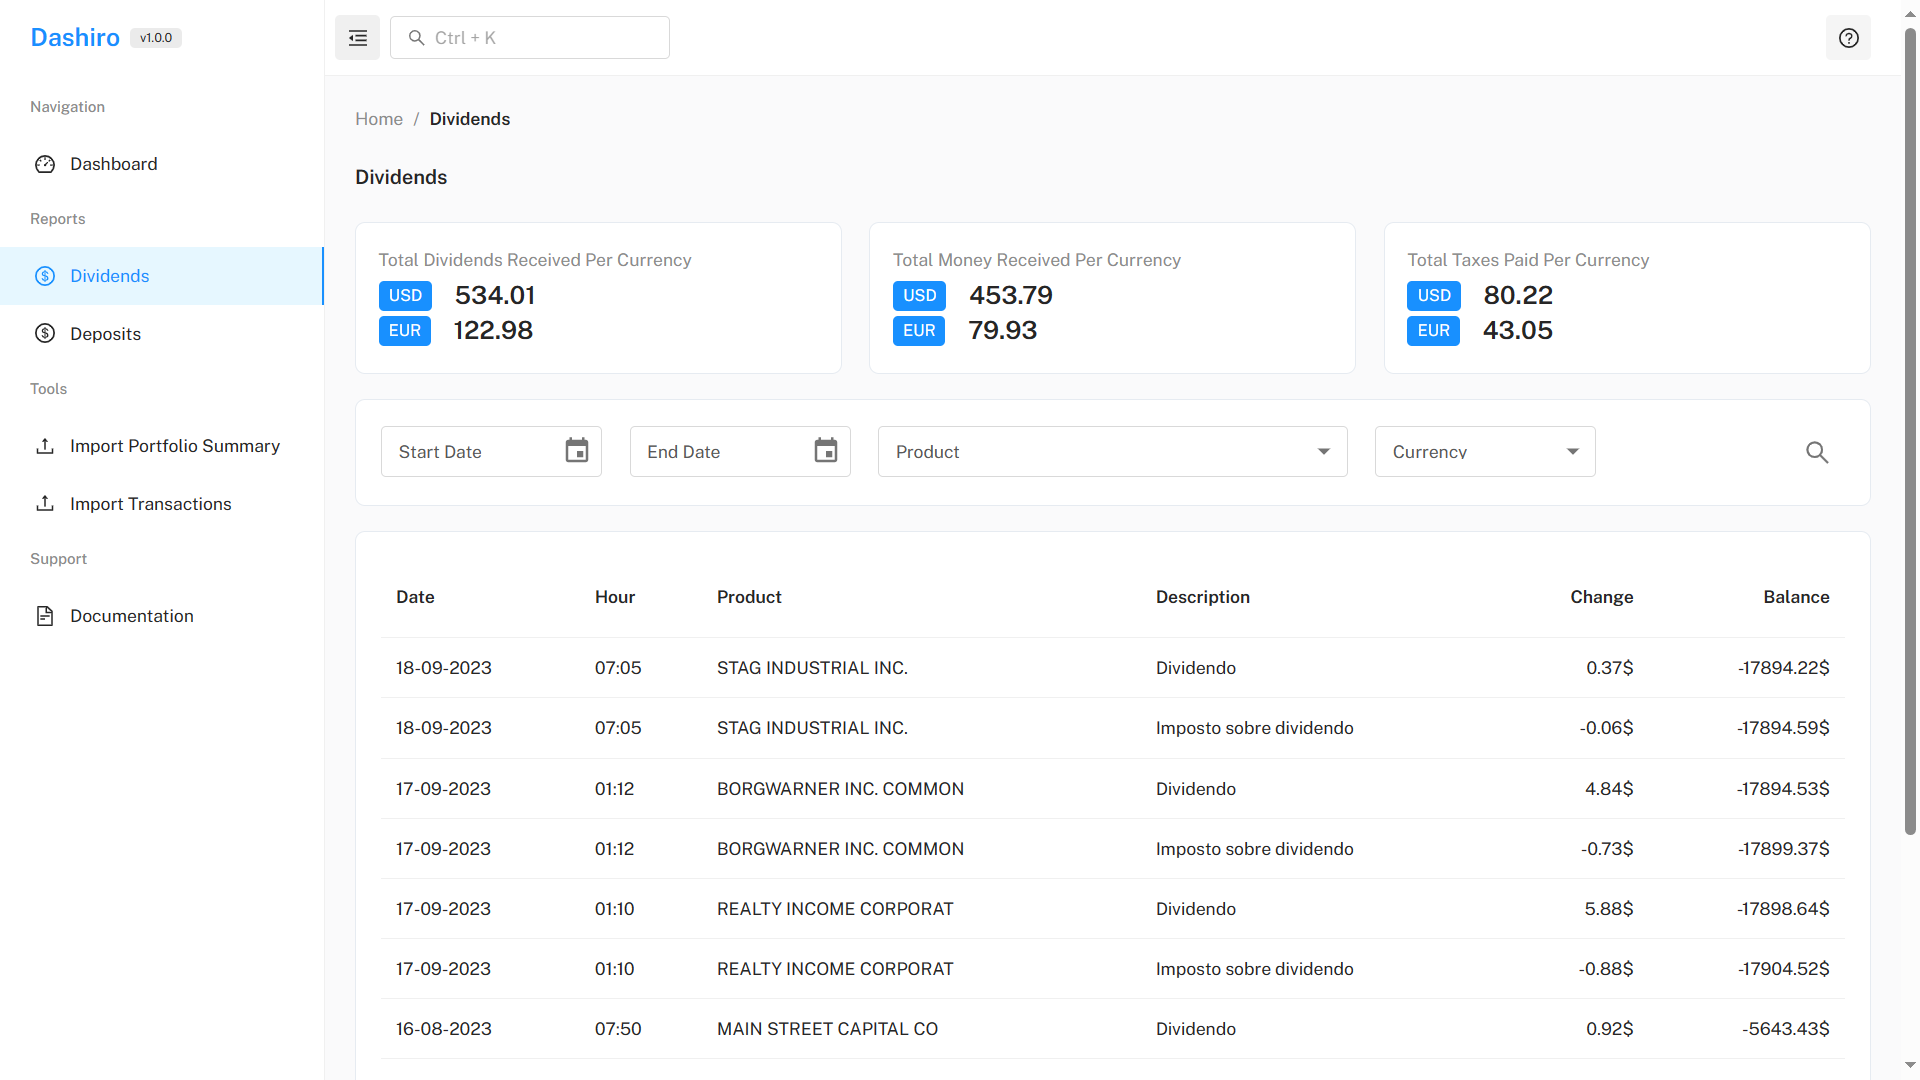 Dashiro v1.0.0
Ctrl + K
Navigation
Dashboard
Reports
Dividends
Deposits
Tools
Import Portfolio Summary
Import Transactions
Support
Documentation
Home / Dividends
Dividends
Total Dividends Received Per Currency
USD 534.01
EUR 122.98
Total Money Received Per Currency
USD 453.79
EUR 79.93
Total Taxes Paid Per Currency
USD 80.22
EUR 43.05
Start Date End Date Product Currency
Date Hour Product Description Change Balance
18-09-2023 07:05 STAG INDUSTRIAL INC. Dividendo 0.37$ -17894.22$
18-09-2023 07:05 STAG INDUSTRIAL INC. Imposto sobre dividendo -0.06$ -17894.59$
17-09-2023 01:12 BORGWARNER INC. COMMON Dividendo 4.84$ -17894.53$
17-09-2023 01:12 BORGWARNER INC. COMMON Imposto sobre dividendo -0.73$ -17899.37$
17-09-2023 01:10 REALTY INCOME CORPORAT Dividendo 5.88$ -17898.64$
17-09-2023 01:10 REALTY INCOME CORPORAT Imposto sobre dividendo -0.88$ -17904.52$
16-08-2023 07:50 MAIN STREET CAPITAL CO Dividendo 0.92$ -5643.43$